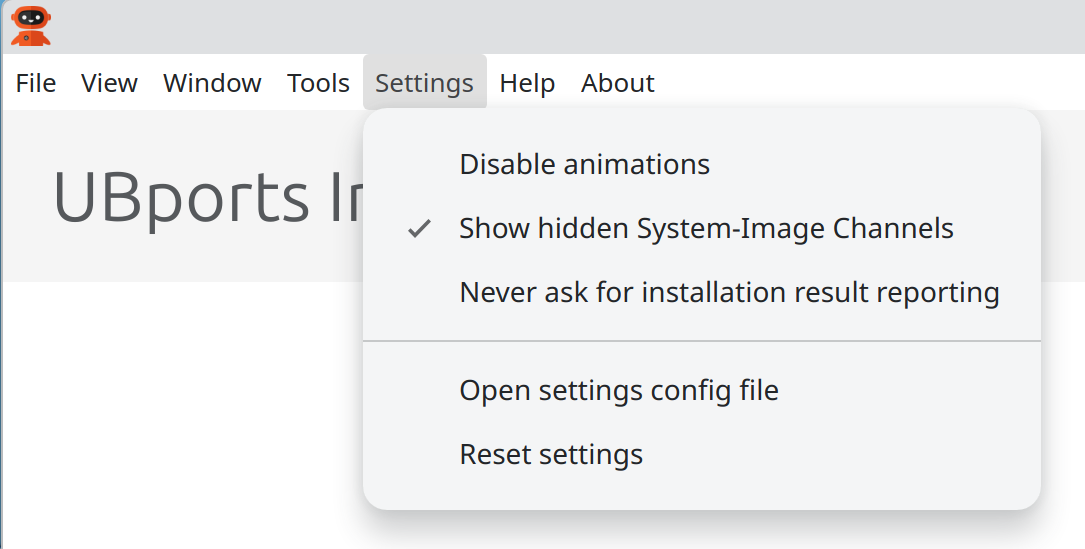 File View Window Tools Settings Help About
UBports
Disable animations
Show hidden System-Image Channels
Never ask for installation result reporting
Open settings config file
Reset settings